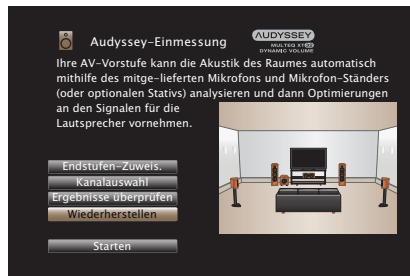 Audyssey-Einmessung
AUDYSSEY
MULTEQ XT32
DYNAMIC VOLUME
Ihre AV-Vorstufe kann die Akustik des Raumes automatisch
mithilfe des mitge-lieferten Mikrofons und Mikrofon-Ständers
(oder optionalen Stativs) analysieren und dann Optimierungen
an den Signalen für die
Lautsprecher vornehmen.
Endstufen-Zuweis.
Kanalauswahl
Ergebnisse überprüfen
Wiederherstellen
Starten